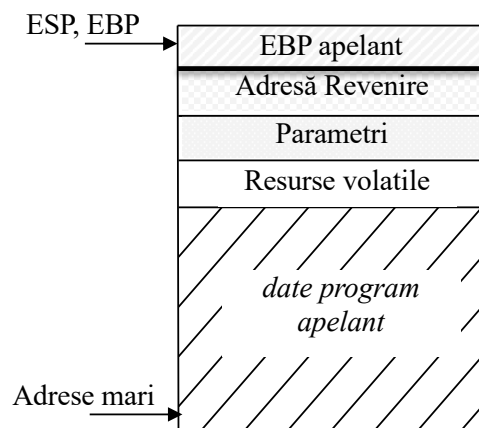 ESP, EBP
EBP apelant
Adresă Revenire
Parametri
Resurse volatile
date program
apelant
Adrese mari